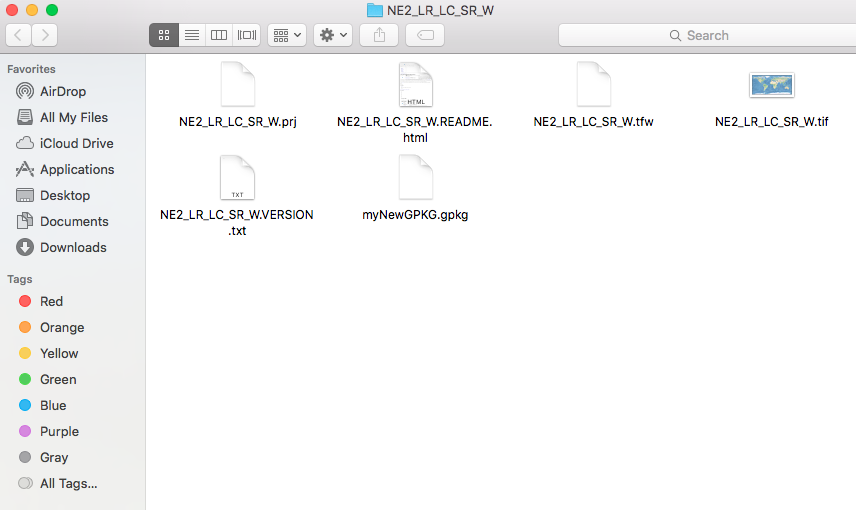 NE2_LR_LC_SR_W
Search
Favorites
AirDrop
All My Files
iCloud Drive
Applications
Desktop
Documents
Downloads
Tags
Red
Orange
Yellow
Green
Blue
Purple
Gray
All Tags...
NE2_LR_LC_SR_W.prj
HTML
NE2_LR_LC_SR_W.README.
html
NE2_LR_LC_SR_W.tfw
NE2_LR_LC_SR_W.tif
TXT
NE2_LR_LC_SR_W.VERSION
.txt
myNewGPKG.gpkg